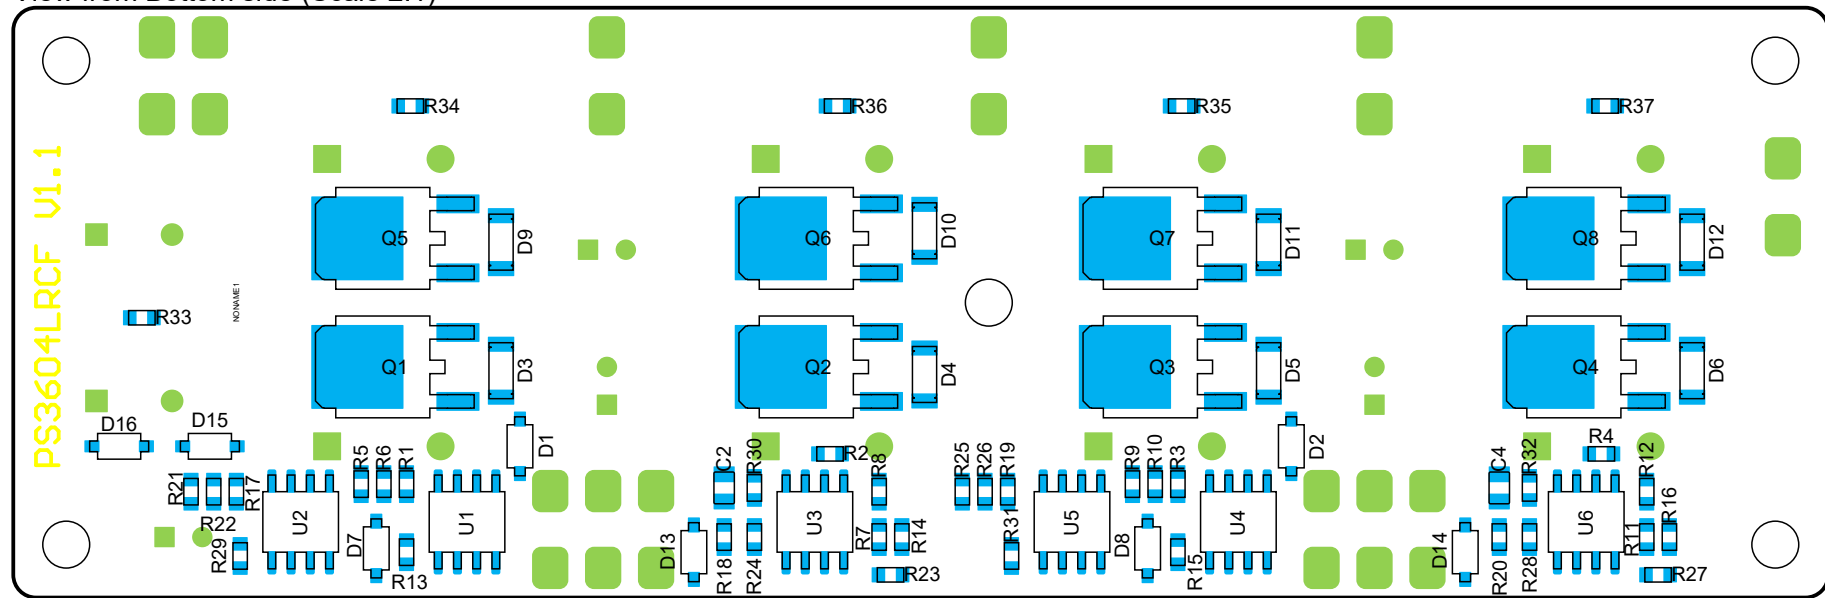 View from Bottom side (Scale 2:1)
R34
R36
R35
R37
PS3604LRCF V1.1
Q5
D9
Q6
D10
Q7
D11
Q8
D12
NONAME1
R33
Q1
D3
Q2
D4
Q3
D5
Q4
D6
D16
D15
D1
D2
R2
R4
R5
R6
R1
C2
R30
R8
R25
R26
R19
R9
R10
R3
C4
R32
R12
R21
R17
R22
U2
U1
U3
U5
U4
U6
R29
D7
R13
D13
R18
R24
R7
R14
R23
R31
D8
R15
D14
R20
R28
R11
R16
R27